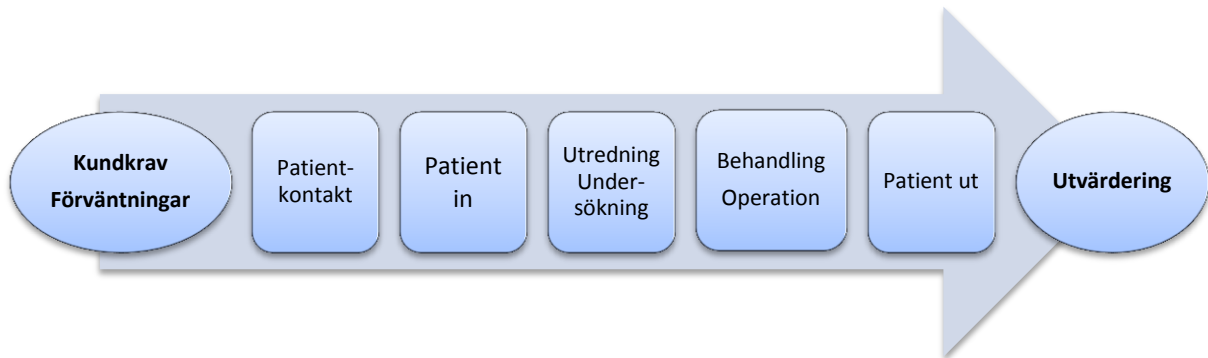 Kundkrav
Förväntningar
Patient-
kontakt
Patient
in
Utredning
Under-
sökning
Behandling
Operation
Patient ut
Utvärdering